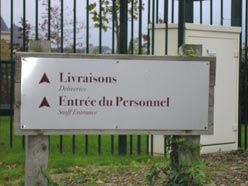 Livraisons
Deliveries
Entrée du Personnel
Staff Entrance